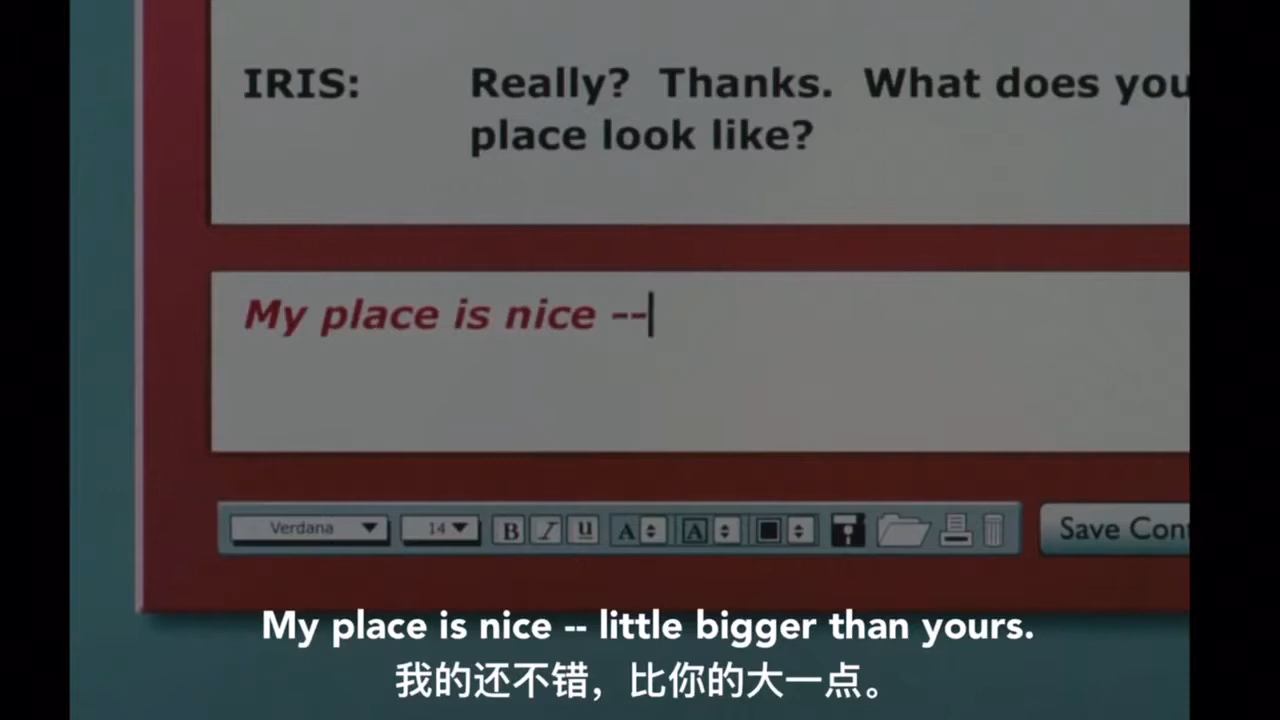 IRIS: Really? Thanks. What does you
place look like?
My place is nice --
Verdana 14 B I u A A
Save Con
My place is nice -- little bigger than yours.
我的还不错，比你的大一点。